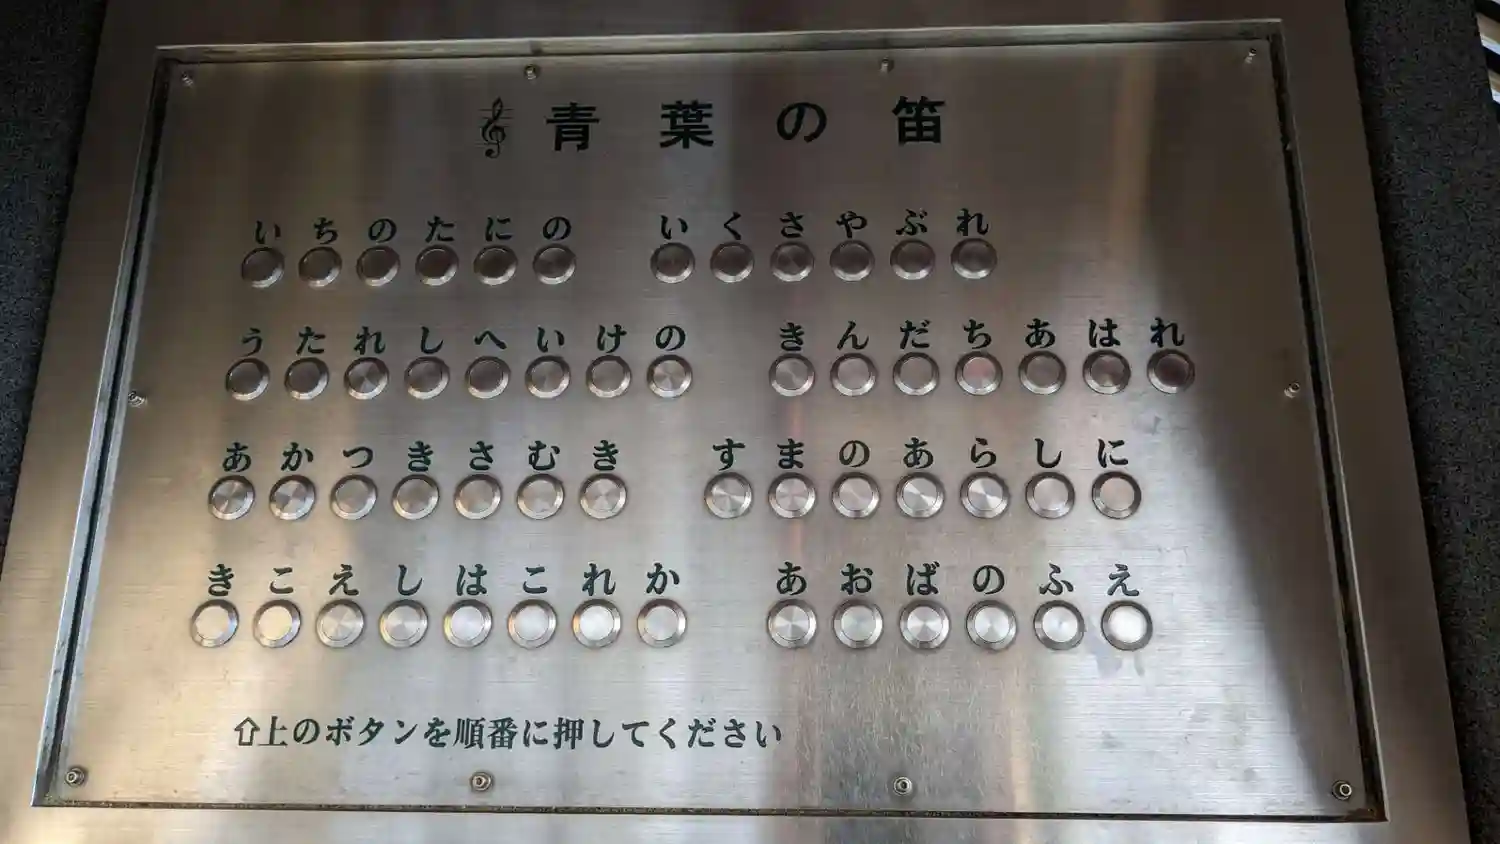 青葉の笛
いちのたにの　いくさやぶれ
うたれしへいけの　きんだちあはれ
あかつきさむき　すまのあらしに
きこえしはこれか　あおばのふえ
⇧上のボタンを順番に押してください